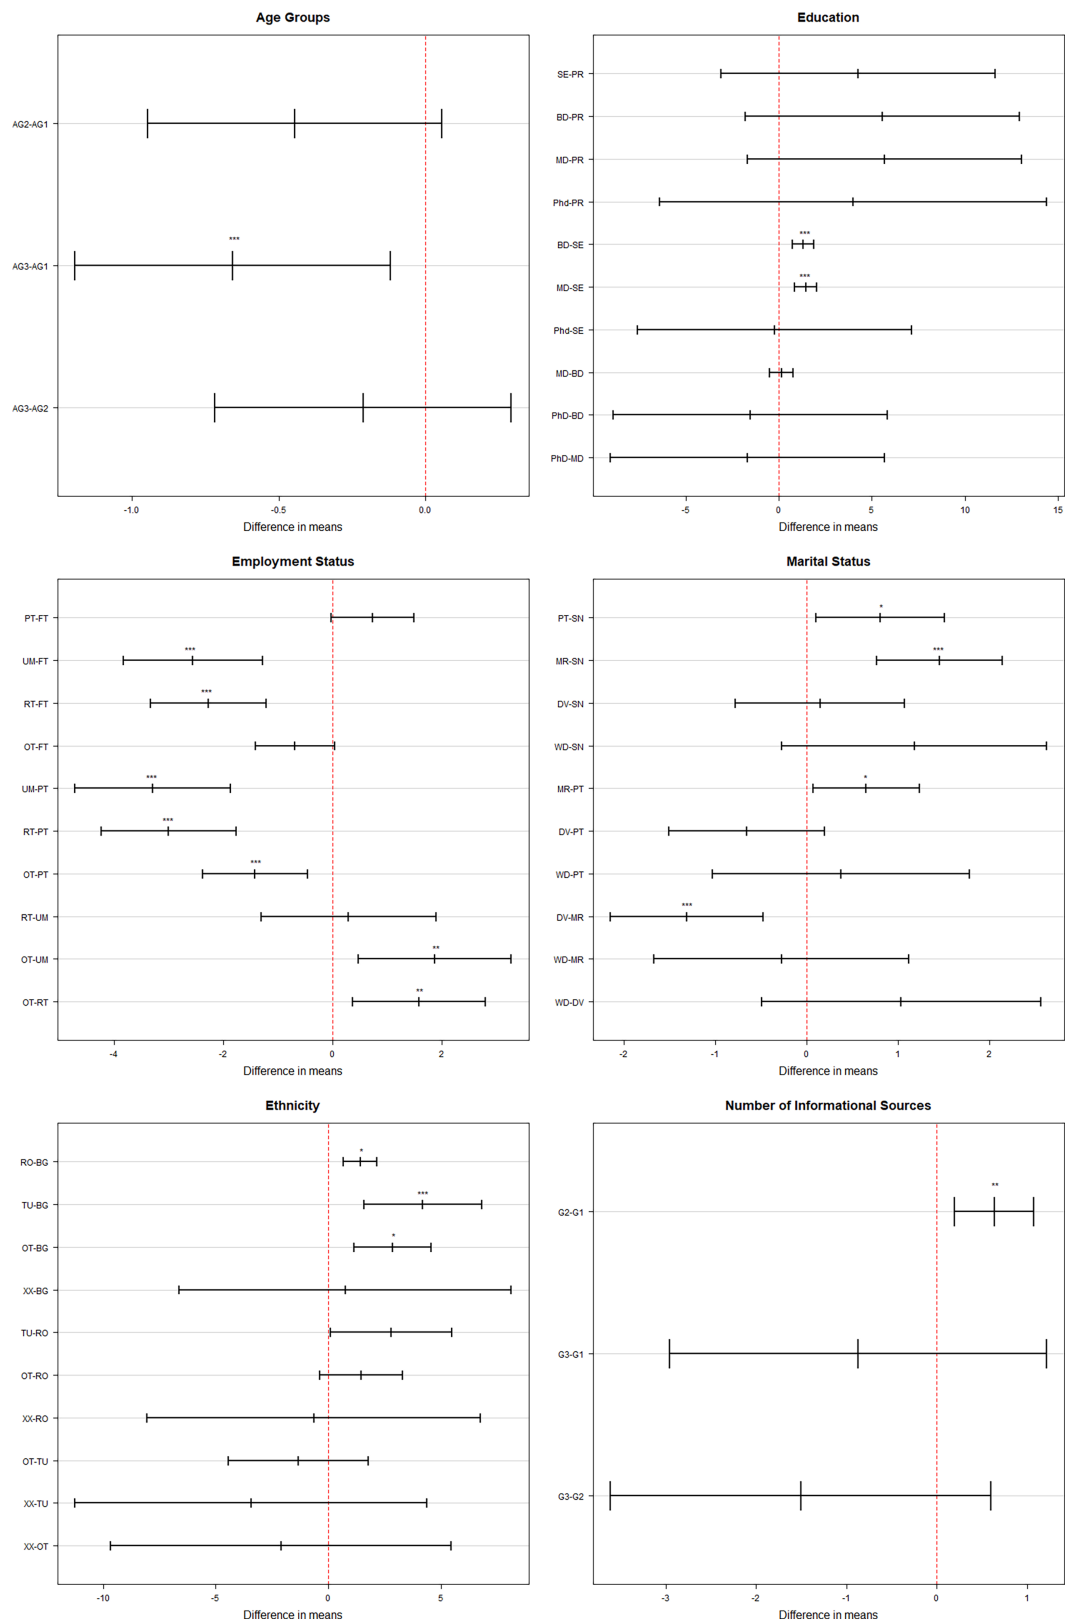 Age Groups
AG2-AG1
***
AG3-AG1
AG3-AG2
-1.0 -0.5 0.0
Difference in means
Education
SE-PR
BD-PR
MD-PR
Phd-PR
***
BD-SE
***
MD-SE
Phd-SE
MD-BD
PhD-BD
PhD-MD
-5 0 5 10 15
Difference in means
Employment Status
PT-FT
***
UM-FT
***
RT-FT
OT-FT
***
UM-PT
***
RT-PT
***
OT-PT
RT-UM
**
OT-UM
**
OT-RT
-4 -2 0 2
Difference in means
Marital Status
*
PT-SN
***
MR-SN
DV-SN
WD-SN
*
MR-PT
DV-PT
WD-PT
***
DV-MR
WD-MR
WD-DV
-2 -1 0 1 2
Difference in means
Ethnicity
*
RO-BG
***
TU-BG
*
OT-BG
XX-BG
TU-RO
OT-RO
XX-RO
OT-TU
XX-TU
XX-OT
-10 -5 0 5
Difference in means
Number of Informational Sources
**
G2-G1
G3-G1
G3-G2
-3 -2 -1 0 1
Difference in means